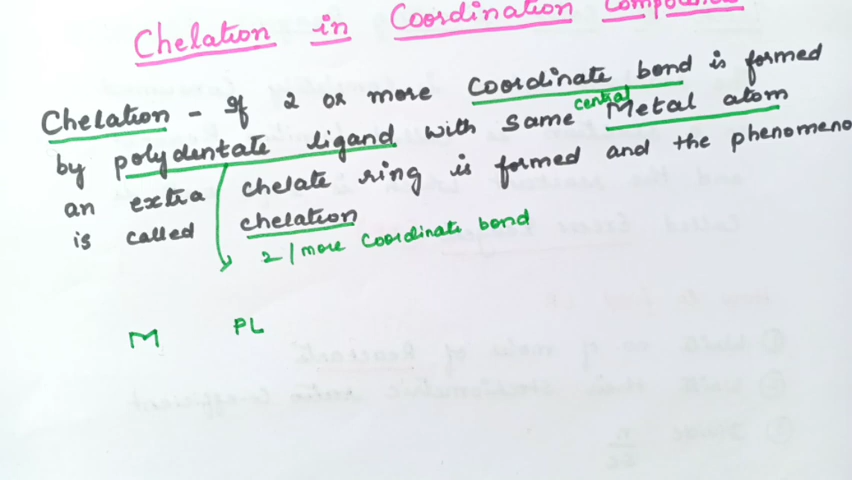 Chelation in Coordination Compounds
Chelation - If 2 or more Coordinate bond is formed
by polydentate ligand with same central Metal atom
an extra chelate ring is formed and the phenomeno
is called chelation
2/more Coordinate bond
M PL